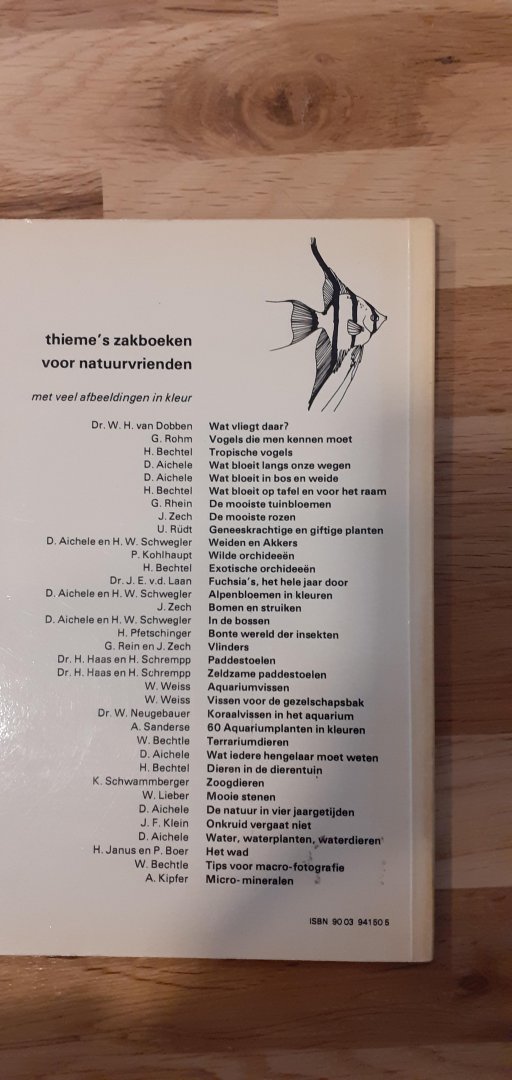 thieme's zakboeken
voor natuurvrienden
met veel afbeeldingen in kleur
Dr. W. H. van Dobben Wat vliegt daar?
G. Rohm Vogels die men kennen moet
H. Bechtel Tropische vogels
D. Aichele Wat bloeit langs onze wegen
D. Aichele Wat bloeit in bos en weide
H. Bechtel Wat bloeit op tafel en voor het raam
G. Rhein De mooiste tuinbloemen
J. Zech De mooiste rozen
U. Rüdt Geneeskrachtige en giftige planten
D. Aichele en H. W. Schwegler Weiden en Akkers
P. Kohlhaupt Wilde orchideeën
H. Bechtel Exotische orchideeën
Dr. J. E. v.d. Laan Fuchsia's, het hele jaar door
D. Aichele en H. W. Schwegler Alpenbloemen in kleuren
J. Zech Bomen en struiken
D. Aichele en H. W. Schwegler In de bossen
H. Pfetschinger Bonte wereld der insekten
G. Rein en J. Zech Vlinders
Dr. H. Haas en H. Schrempp Paddestoelen
Dr. H. Haas en H. Schrempp Zeldzame paddestoelen
W. Weiss Aquariumvissen
W. Weiss Vissen voor de gezelschapsbak
Dr. W. Neugebauer Koraalvissen in het aquarium
A. Sanderse 60 Aquariumplanten in kleuren
W. Bechtle Terrariumdieren
D. Aichele Wat iedere hengelaar moet weten
H. Bechtel Dieren in de dierentuin
K. Schwammberger Zoogdieren
W. Lieber Mooie stenen
D. Aichele De natuur in vier jaargetijden
J. F. Klein Onkruid vergaat niet
D. Aichele Water, waterplanten, waterdieren
H. Janus en P. Boer Het wad
W. Bechtle Tips voor macro-fotografie
A. Kipfer Micro-mineralen
ISBN 90 03 94150 5